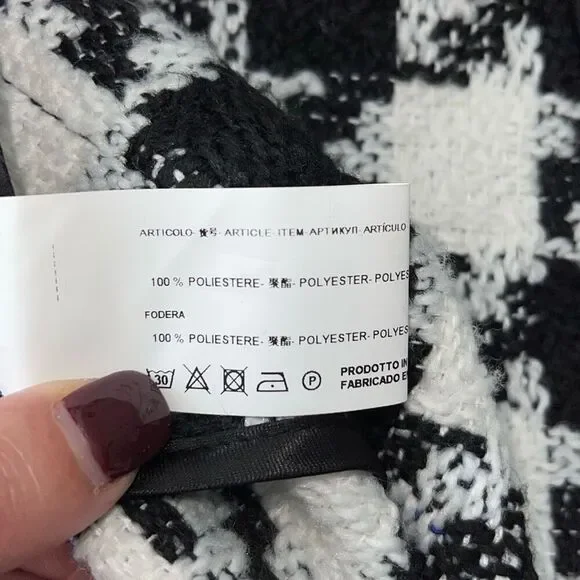 ARTICOLO- 货号- ARTICLE-ITEM-АРТИКУЛ- ARTÍCULO
100 % POLIESTERE- 聚酯- POLYESTER- POLYES
FODERA
100 % POLIESTERE- 聚酯- POLYESTER- POLYES
30 P PRODOTTO IN
FABRICADO E